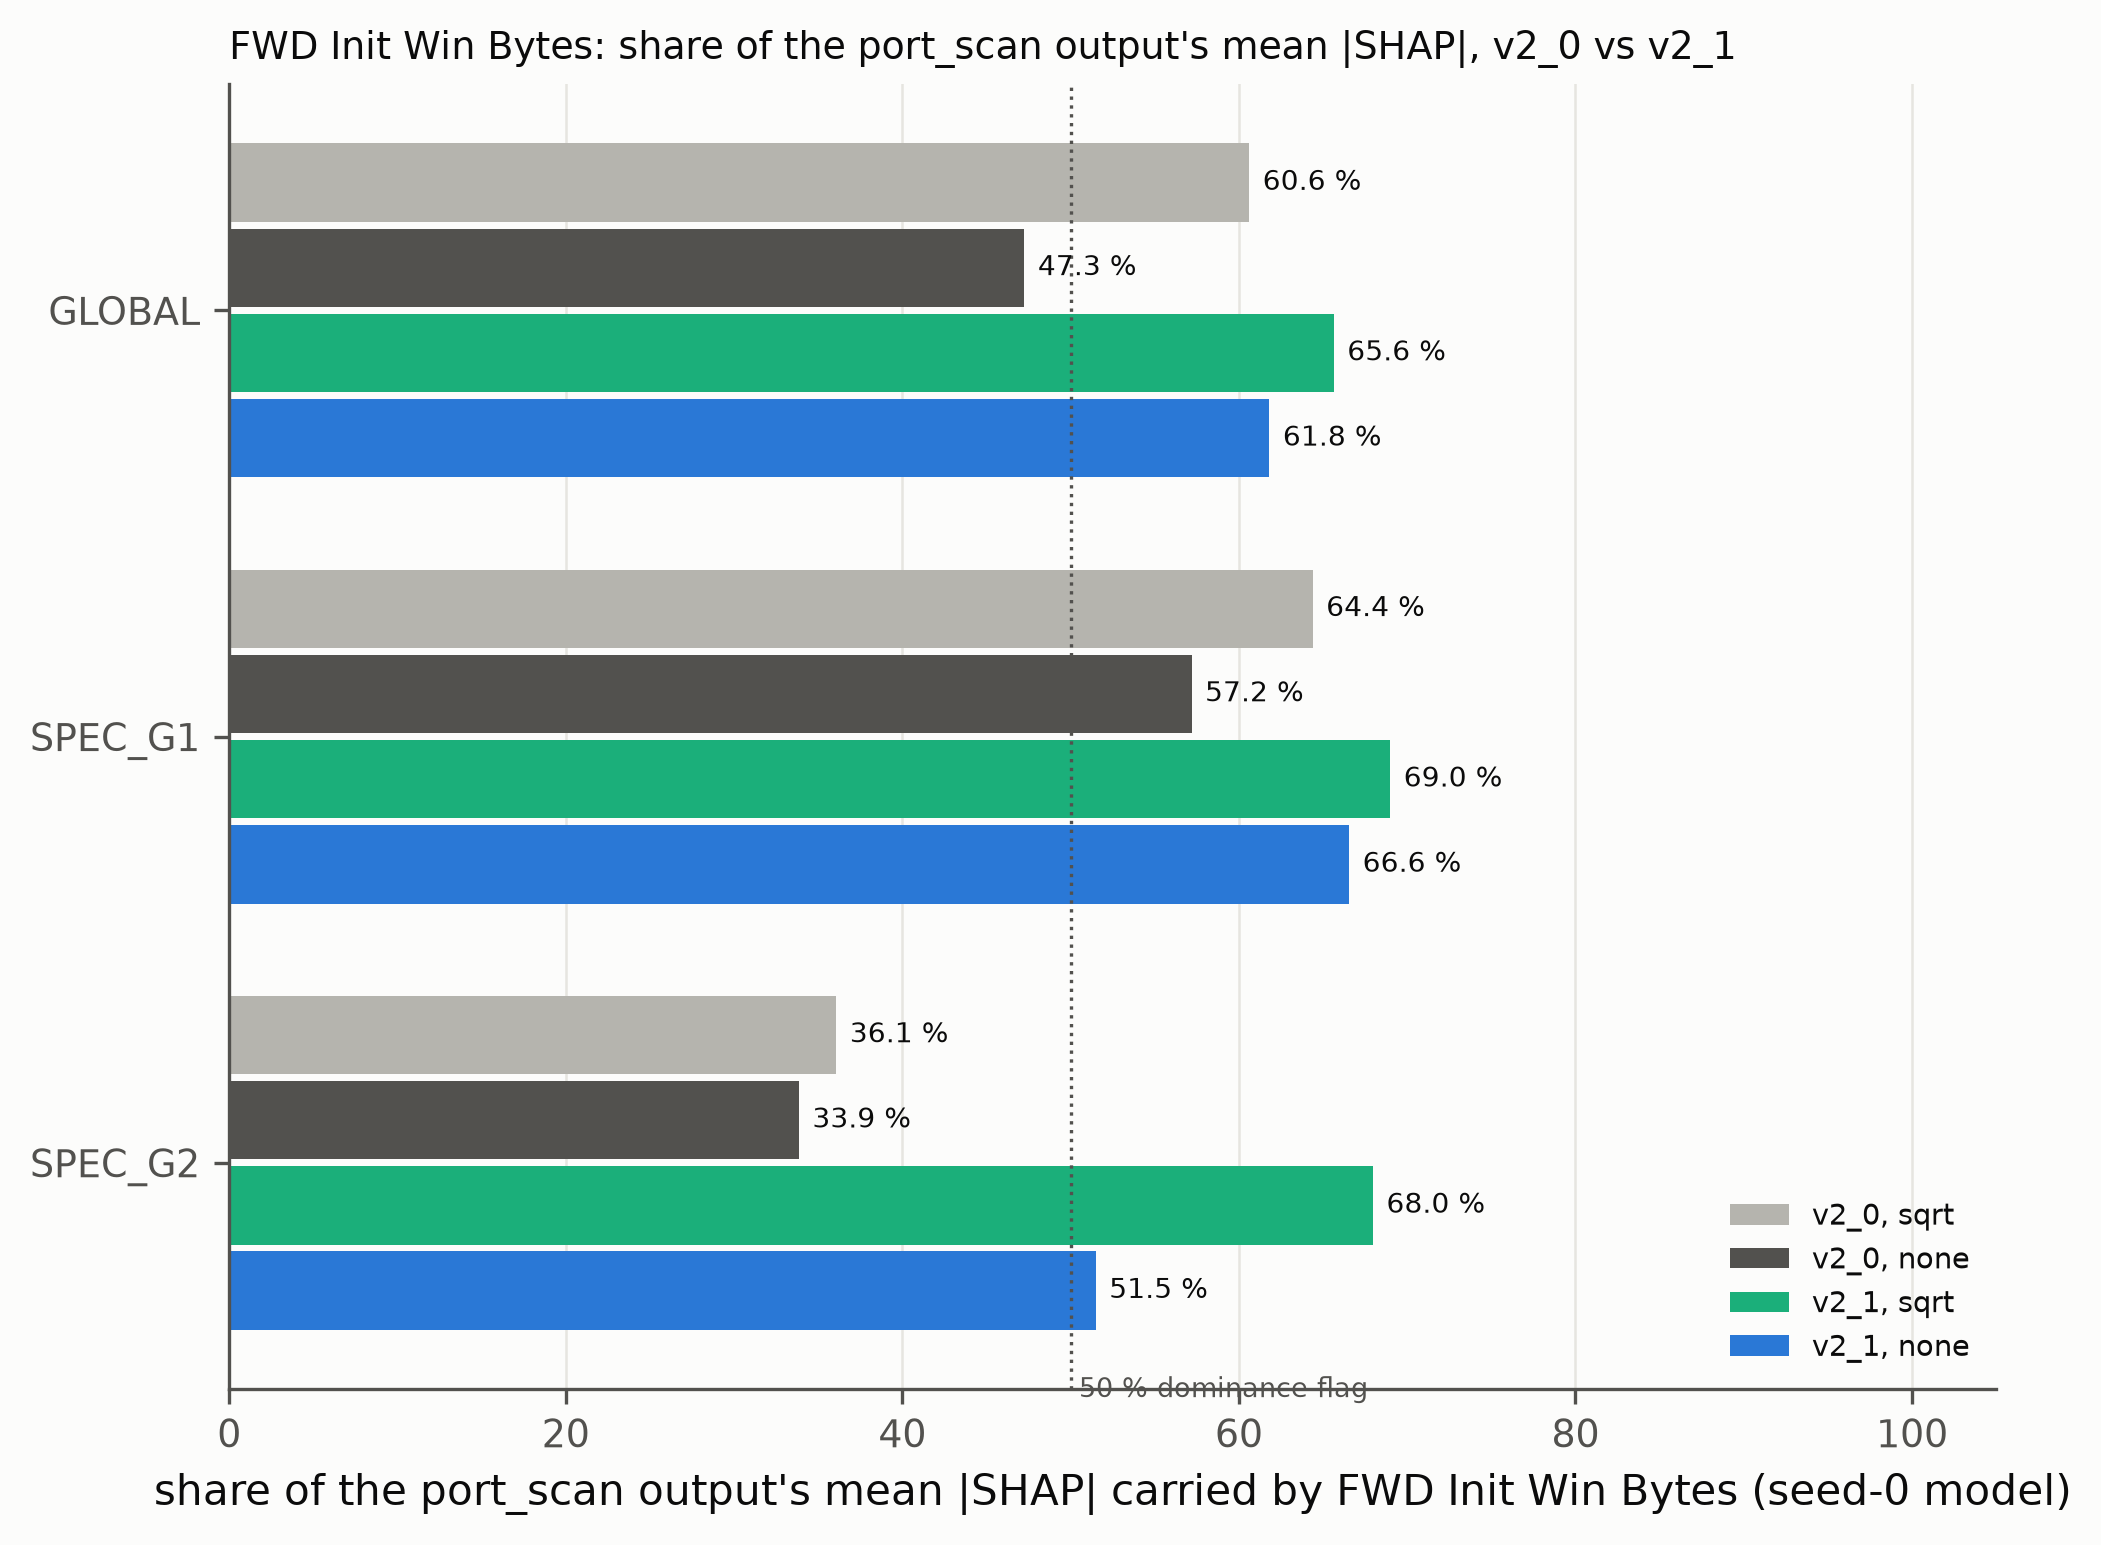 FWD Init Win Bytes: share of the port_scan output's mean |SHAP|, v2_0 vs v2_1
GLOBAL
60.6 %
47.3 %
65.6 %
61.8 %
SPEC_G1
64.4 %
57.2 %
69.0 %
66.6 %
SPEC_G2
36.1 %
33.9 %
68.0 %
51.5 %
v2_0, sqrt
v2_0, none
v2_1, sqrt
v2_1, none
50 % dominance flag
0 20 40 60 80 100
share of the port_scan output's mean |SHAP| carried by FWD Init Win Bytes (seed-0 model)